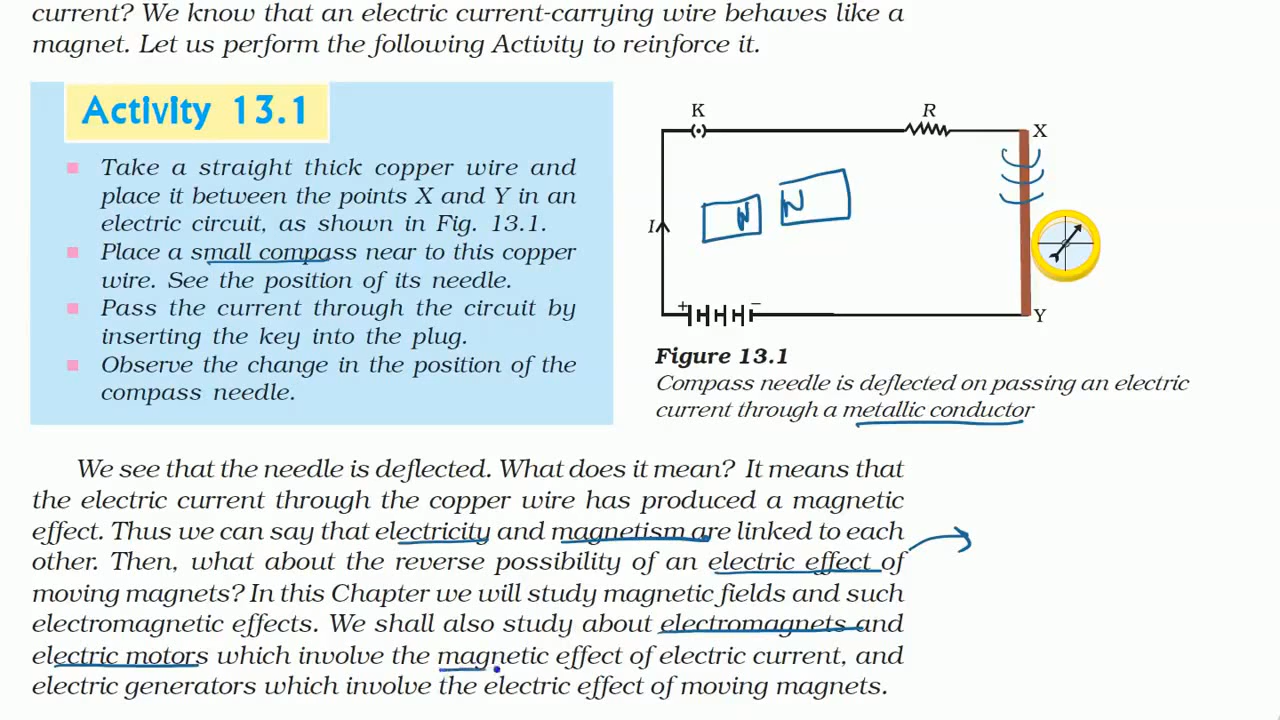 current? We know that an electric current-carrying wire behaves like a
magnet. Let us perform the following Activity to reinforce it.
Activity 13.1
Take a straight thick copper wire and
place it between the points X and Y in an
electric circuit, as shown in Fig. 13.1.
Place a small compass near to this copper
wire. See the position of its needle.
Pass the current through the circuit by
inserting the key into the plug.
Observe the change in the position of the
compass needle.
K
R
X
N
N
I
+
−
Y
Figure 13.1
Compass needle is deflected on passing an electric
current through a metallic conductor
We see that the needle is deflected. What does it mean? It means that
the electric current through the copper wire has produced a magnetic
effect. Thus we can say that electricity and magnetism are linked to each
other. Then, what about the reverse possibility of an electric effect of
moving magnets? In this Chapter we will study magnetic fields and such
electromagnetic effects. We shall also study about electromagnets and
electric motors which involve the magnetic effect of electric current, and
electric generators which involve the electric effect of moving magnets.